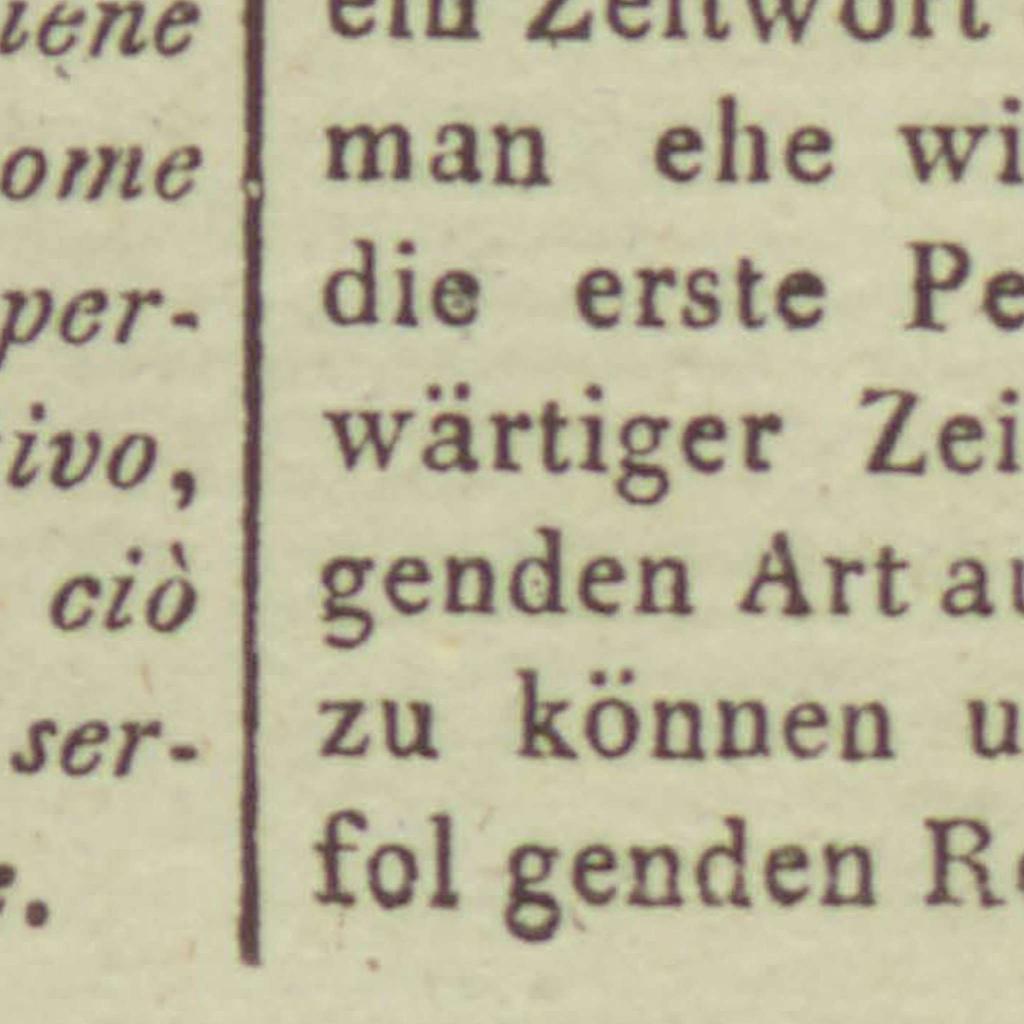 ome
per-
ivo,
ciò
ser-
ein Zeitwort
man ehe wi
die erste Pe
wärtiger Zei
genden Art au
zu können u
fol genden Re